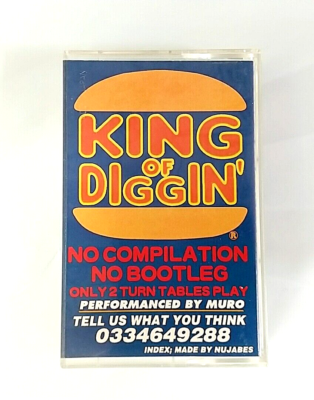 KING
OF
DIGGIN'
®
NO COMPILATION
NO BOOTLEG
ONLY 2 TURN TABLES PLAY
PERFORMANCED BY MURO
TELL US WHAT YOU THINK
0334649288
INDEX; MADE BY NUJABES